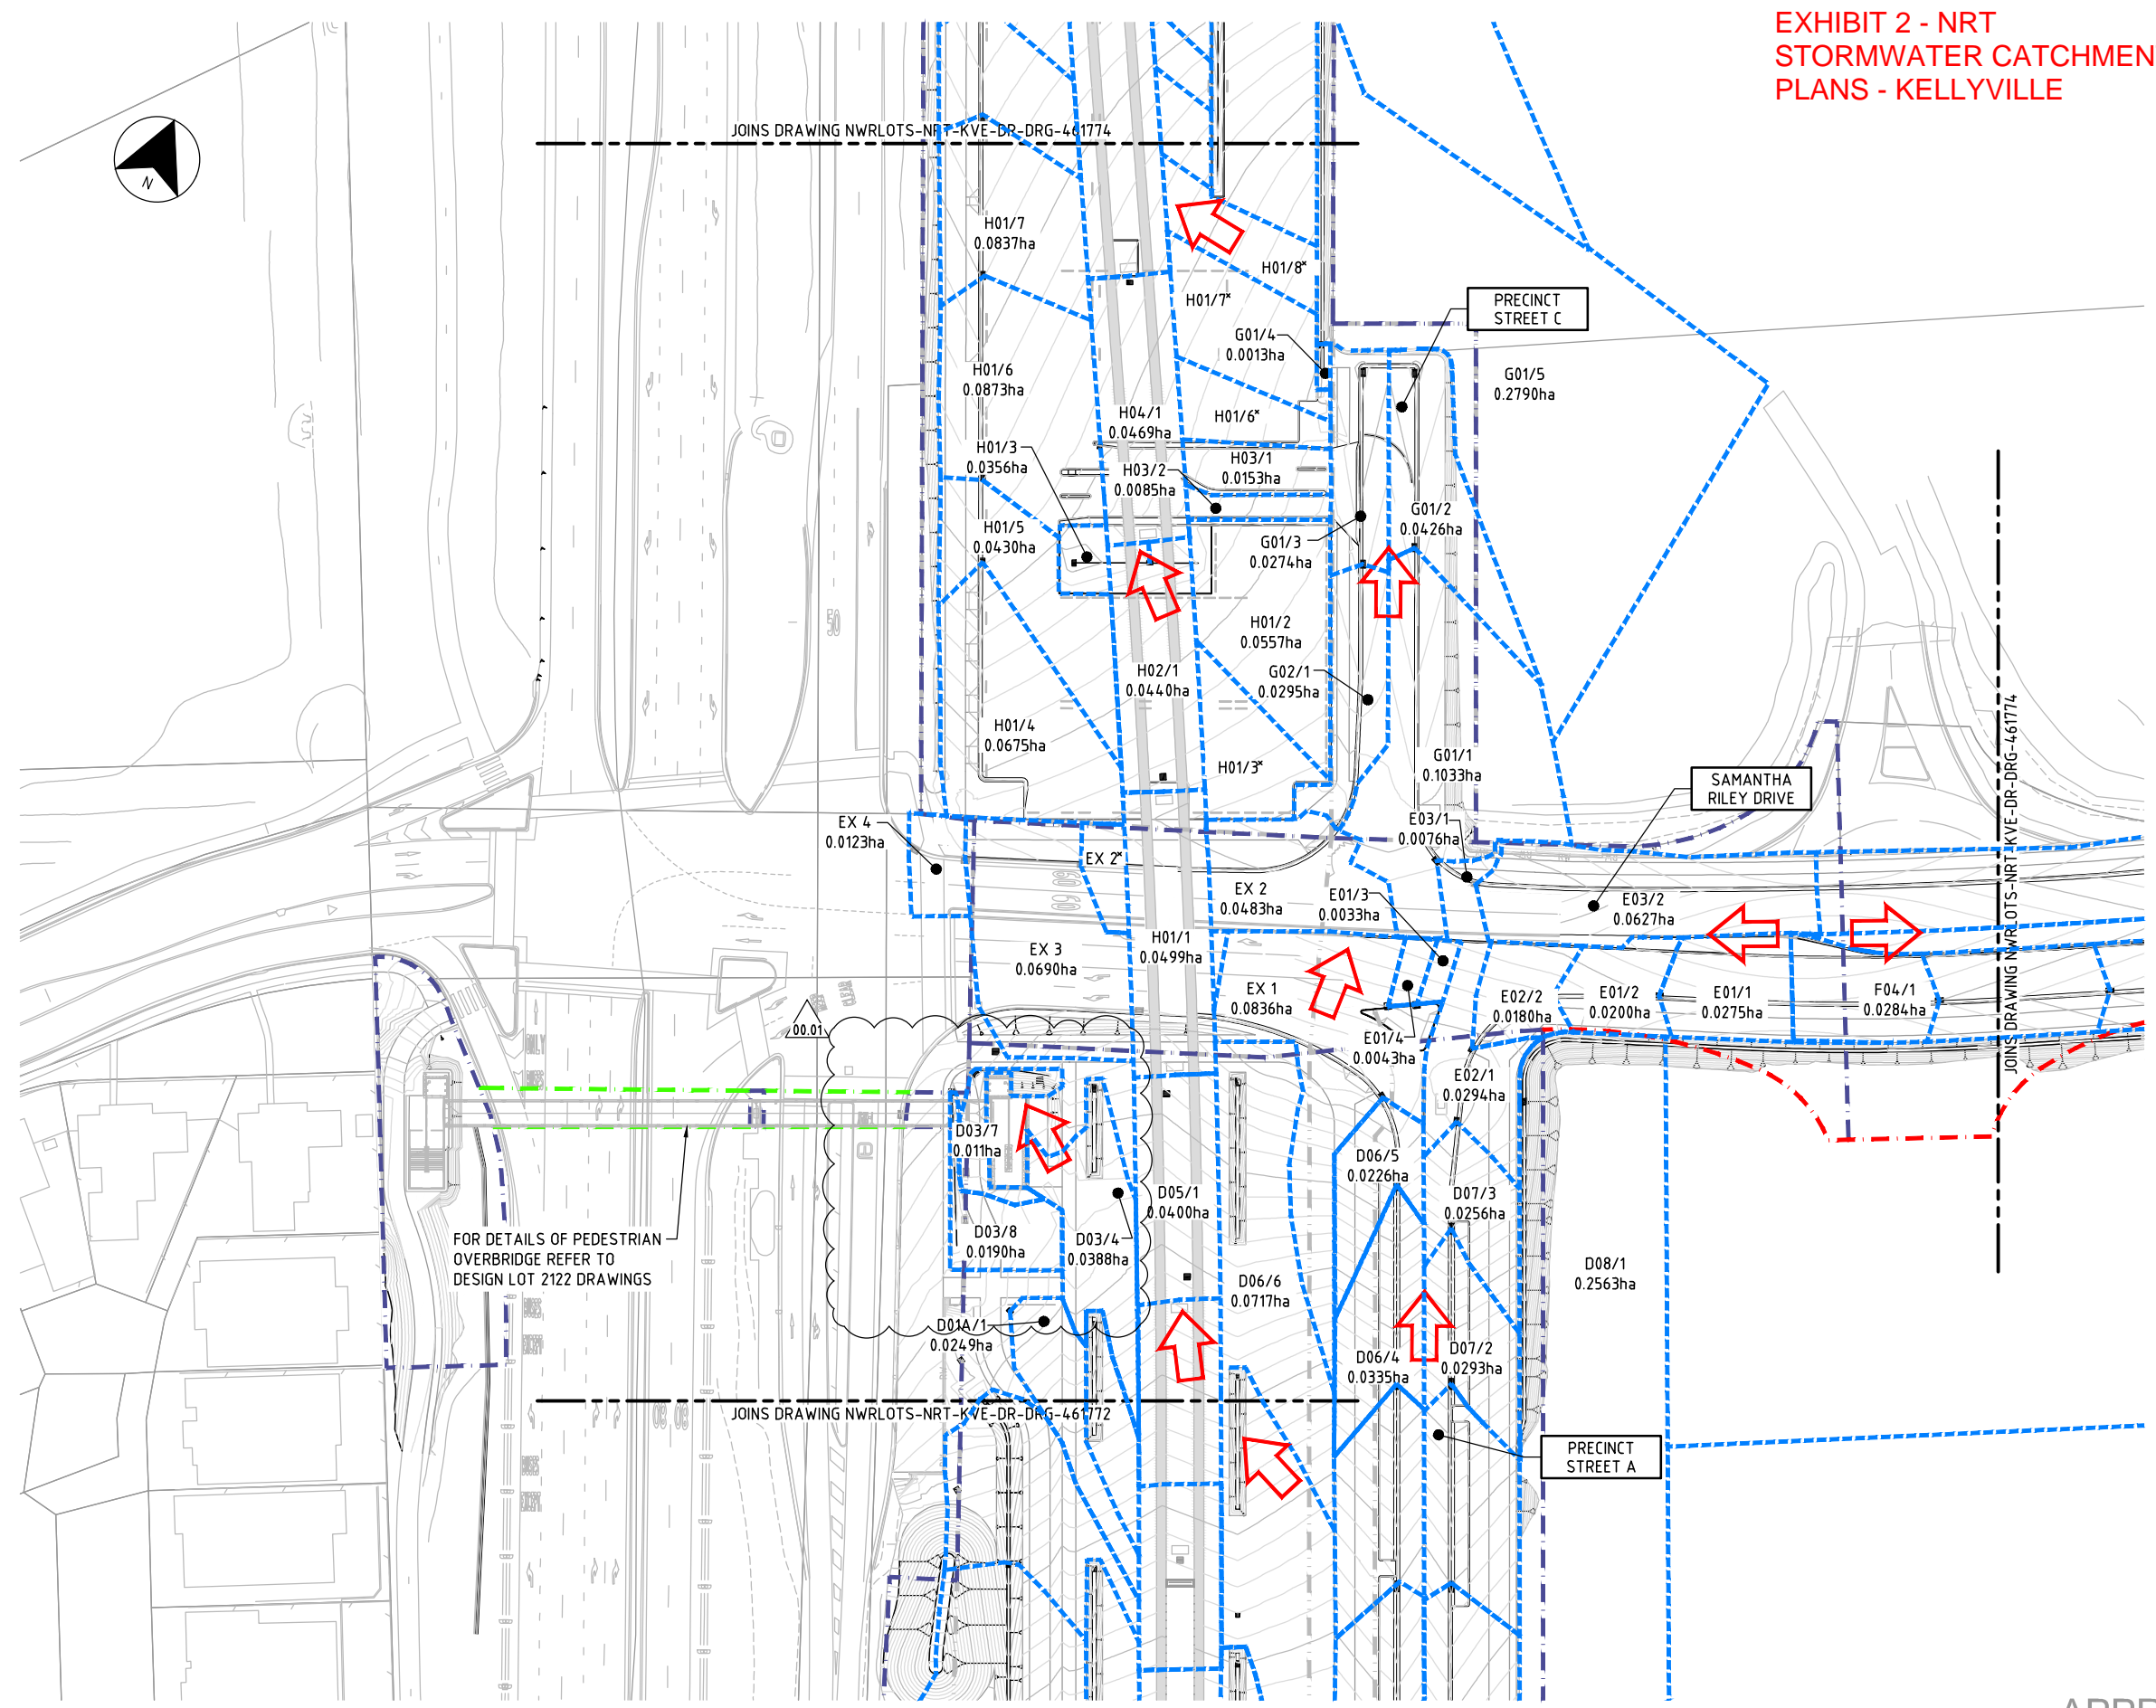 EXHIBIT 2 - NRT
STORMWATER CATCHMEN
PLANS - KELLYVILLE
N
JOINS DRAWING NWRLOTS-NRT-KVE-DR-DRG-461774
H01/7
0.0837ha
H01/8*
H01/7*
PRECINCT
STREET C
G01/4
0.0013ha
H01/6
0.0873ha
G01/5
0.2790ha
H04/1
0.0469ha
H01/6*
H01/3
0.0356ha
H03/2
0.0085ha
H03/1
0.0153ha
H01/5
0.0430ha
G01/3
0.0274ha
G01/2
0.0426ha
50
H01/2
0.0557ha
H02/1
0.0440ha
G02/1
0.0295ha
H01/4
0.0675ha
H01/3*
G01/1
0.1033ha
SAMANTHA
RILEY DRIVE
JOINS DRAWING NWRLOTS-NRT-KVE-DR-DRG-461774
EX 4
0.0123ha
E03/1
0.0076ha
EX 2*
60
60
EX 2
0.0483ha
E01/3
0.0033ha
E03/2
0.0627ha
EX 3
0.0690ha
H01/1
0.0499ha
EX 1
0.0836ha
E02/2
0.0180ha
E01/2
0.0200ha
E01/1
0.0275ha
F04/1
0.0284ha
00.01
E01/4
0.0043ha
E02/1
0.0294ha
ONLY
BUSES
D03/7
0.011ha
D06/5
0.0226ha
D05/1
0.0400ha
D07/3
0.0256ha
FOR DETAILS OF PEDESTRIAN
OVERBRIDGE REFER TO
DESIGN LOT 2122 DRAWINGS
D03/8
0.0190ha
D03/4
0.0388ha
D08/1
0.2563ha
D06/6
0.0717ha
D01A/1
0.0249ha
D06/4
0.0335ha
D07/2
0.0293ha
80
80
JOINS DRAWING NWRLOTS-NRT-KVE-DR-DRG-461772
PRECINCT
STREET A